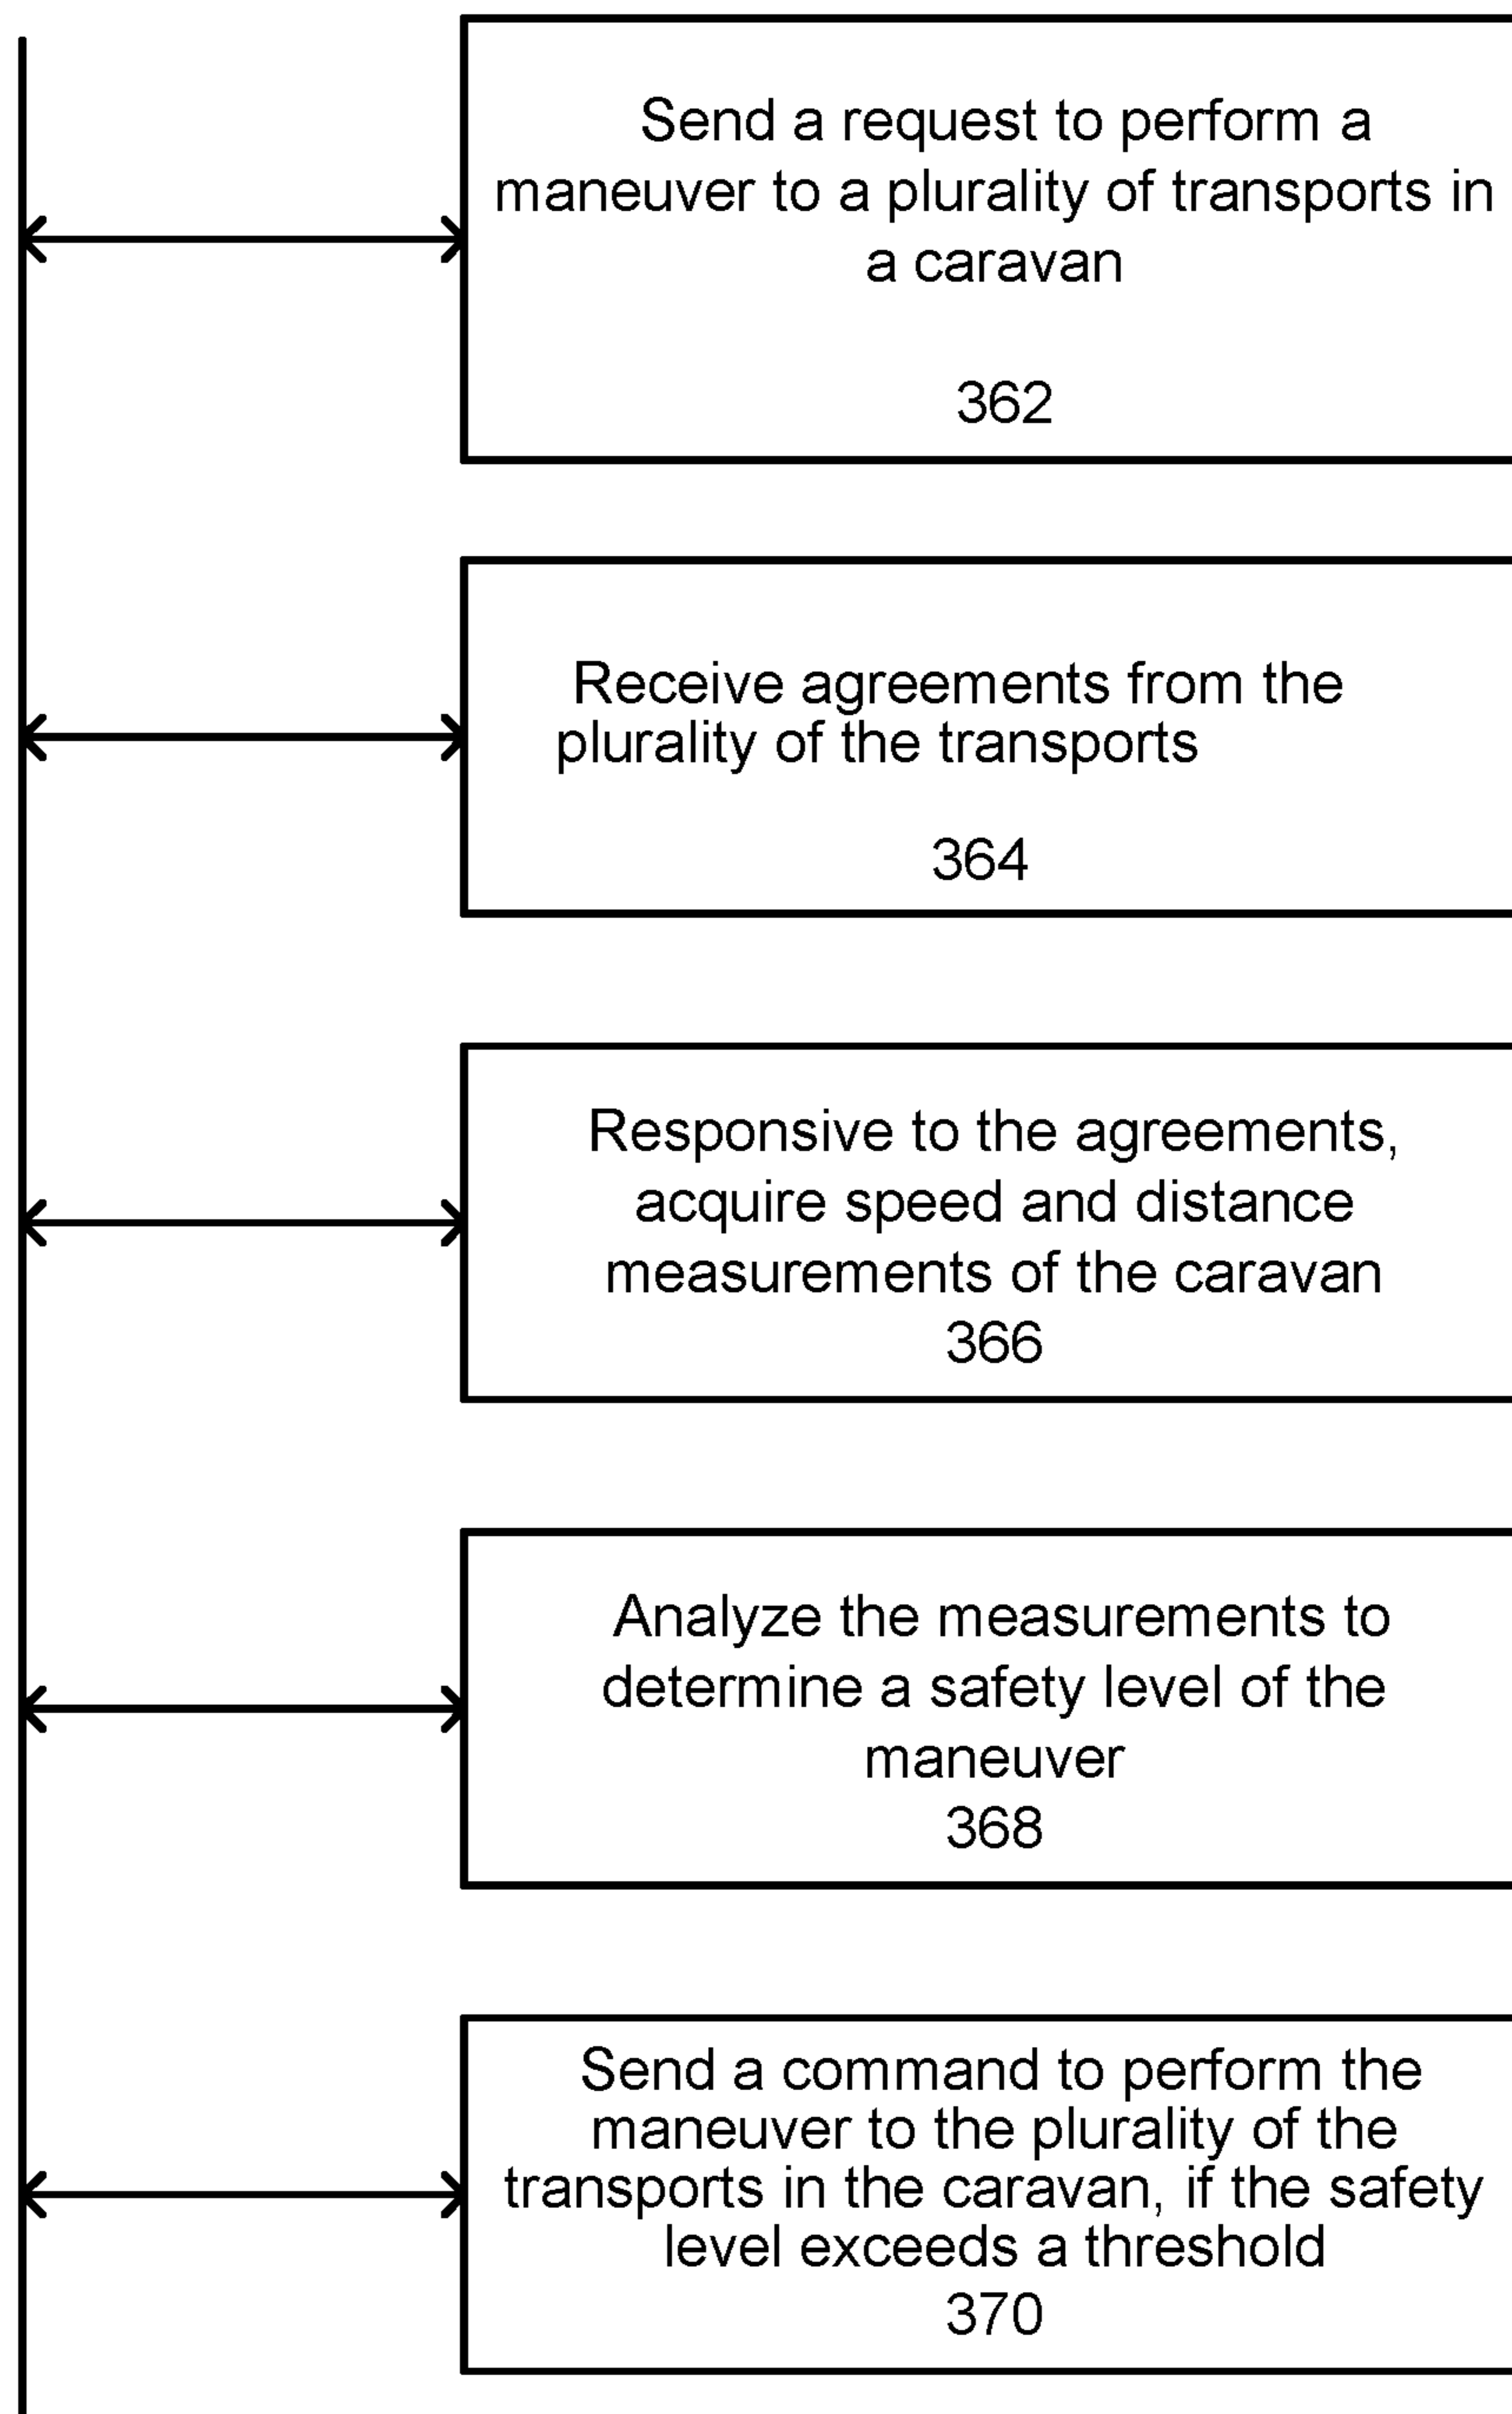 Send a request to perform a
maneuver to a plurality of transports in
a caravan
362
Receive agreements from the
plurality of the transports
364
Responsive to the agreements,
acquire speed and distance
measurements of the caravan
366
Analyze the measurements to
determine a safety level of the
maneuver
368
Send a command to perform the
maneuver to the plurality of the
transports in the caravan, if the safety
level exceeds a threshold
370